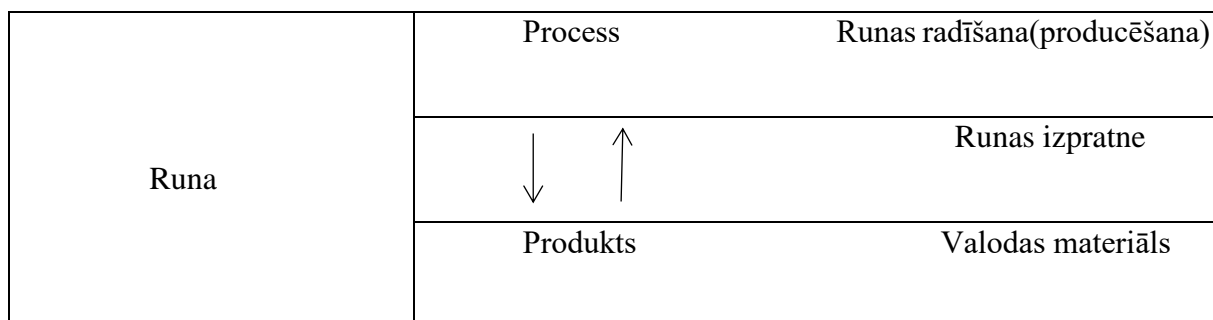 Process Runas radīšana(producēšana)
Runas izpratne
Runa
Produkts Valodas materiāls